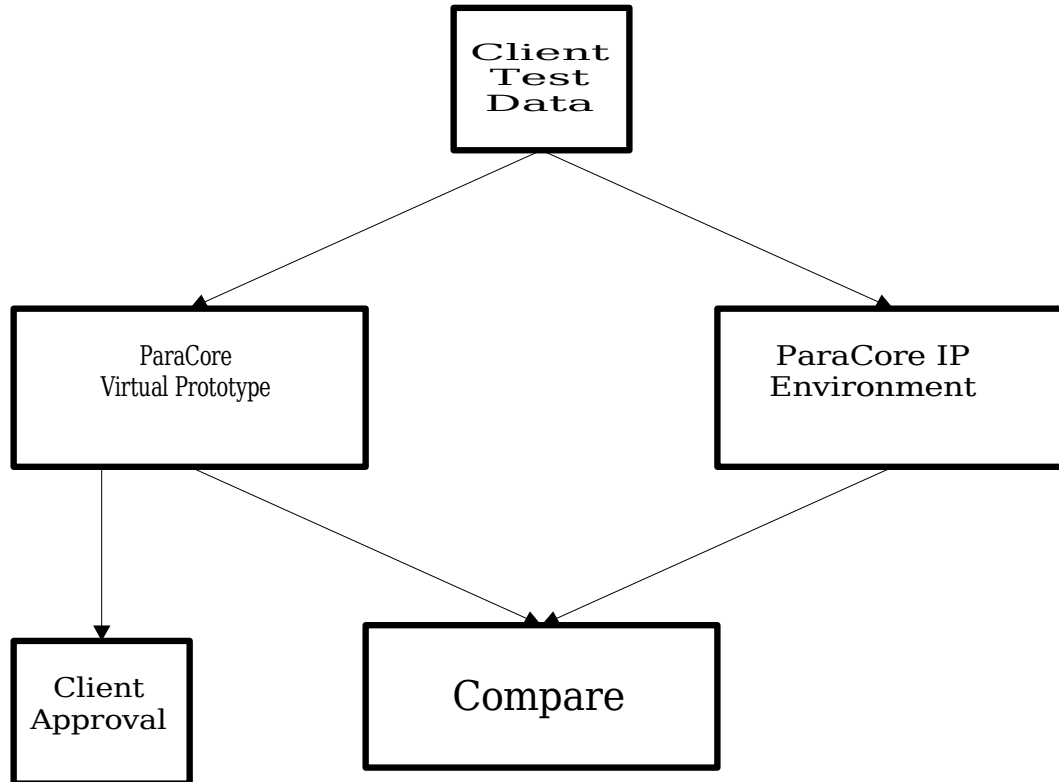 Client
Test
Data
ParaCore
Virtual Prototype
ParaCore IP
Environment
Client
Approval
Compare